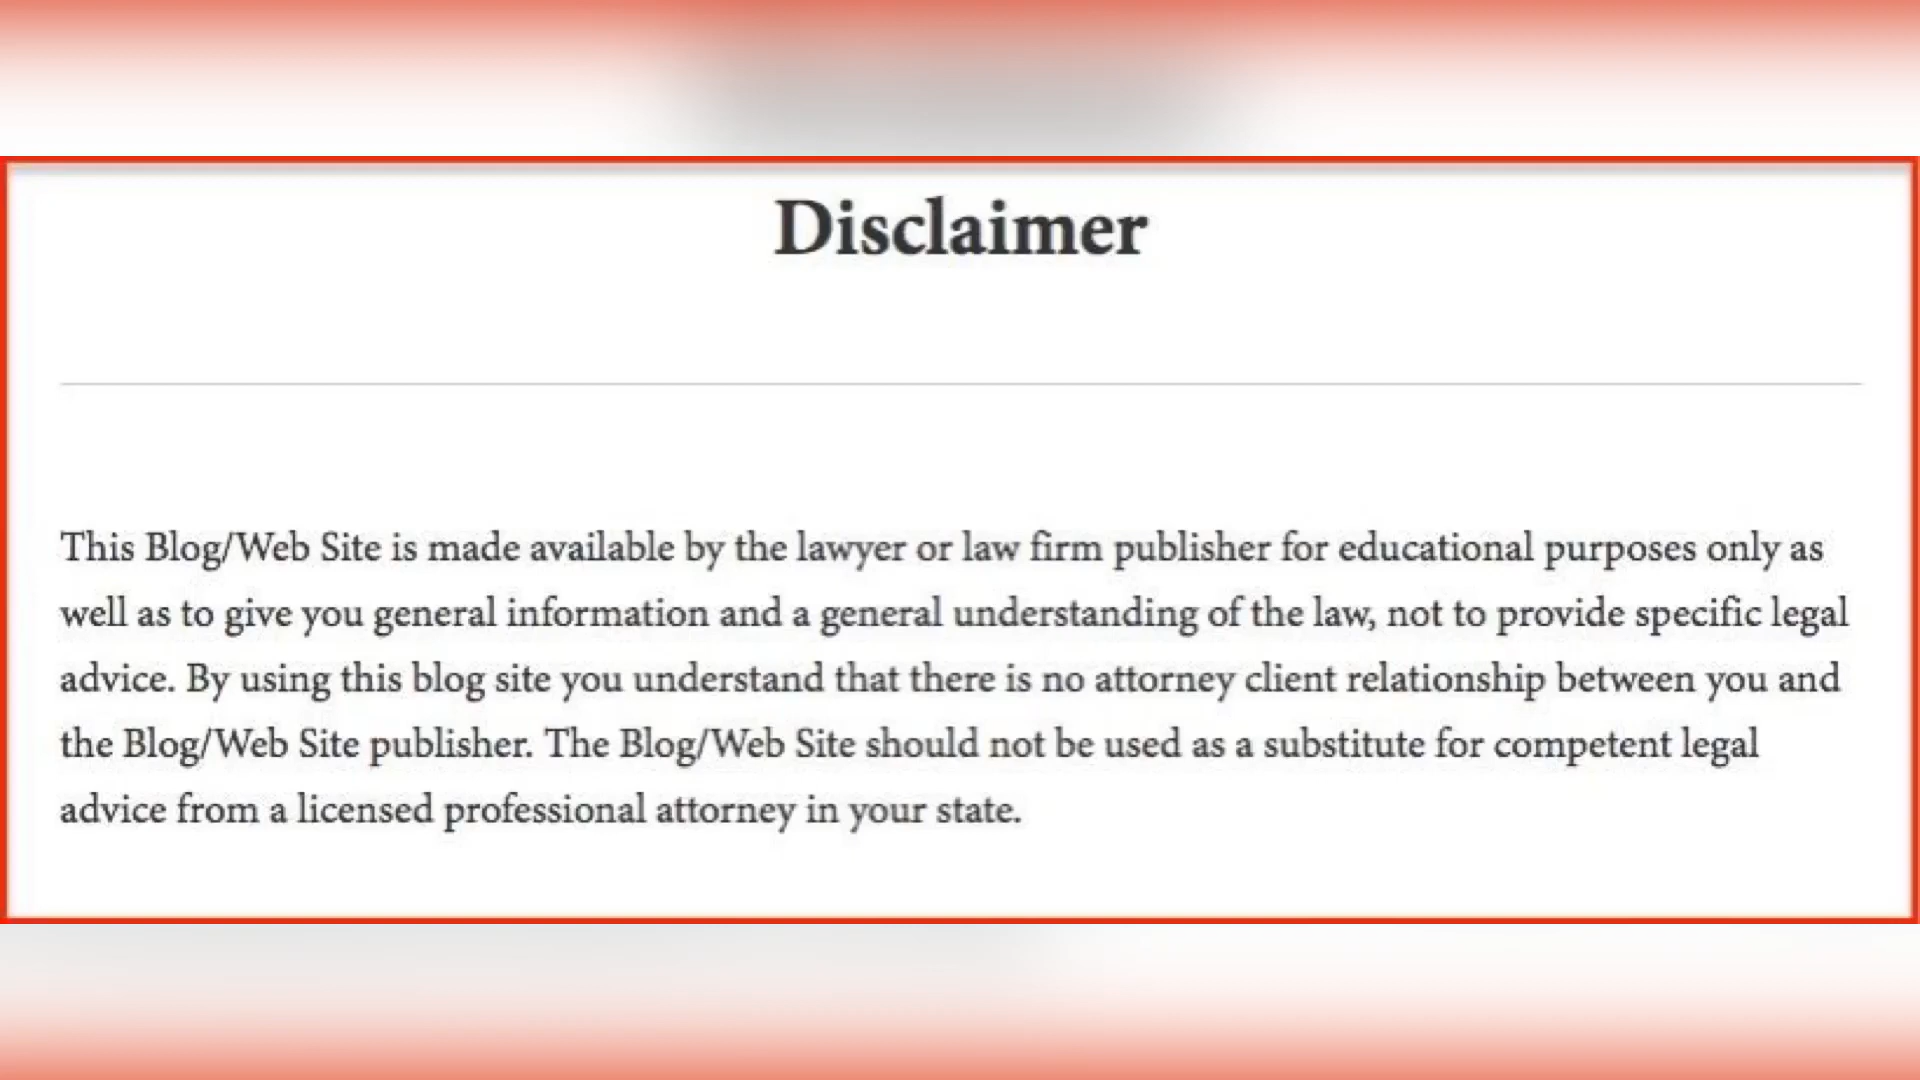 Disclaimer
This Blog/Web Site is made available by the lawyer or law firm publisher for educational purposes only as
well as to give you general information and a general understanding of the law, not to provide specific legal
advice. By using this blog site you understand that there is no attorney client relationship between you and
the Blog/Web Site publisher. The Blog/Web Site should not be used as a substitute for competent legal
advice from a licensed professional attorney in your state.